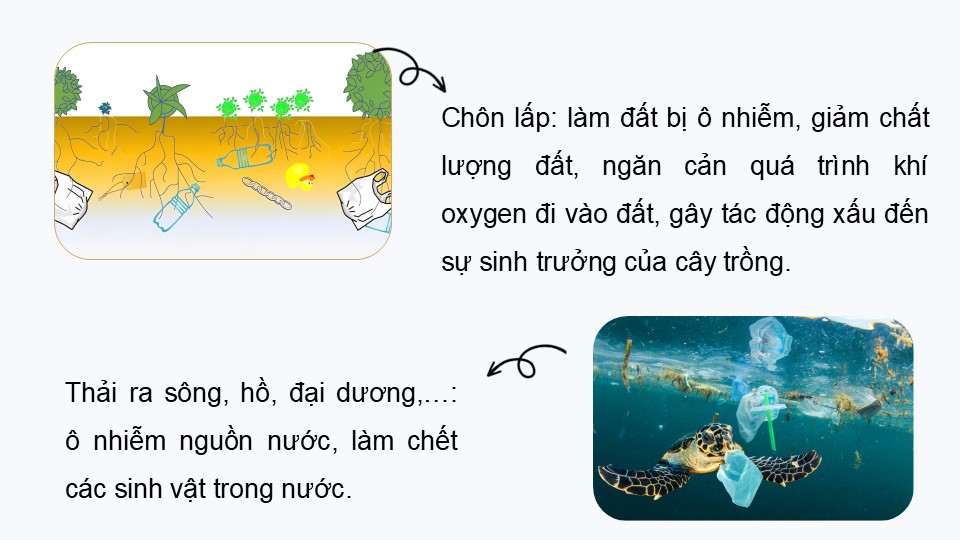 Chôn lấp: làm đất bị ô nhiễm, giảm chất
lượng đất, ngăn cản quá trình khí
oxygen đi vào đất, gây tác động xấu đến
sự sinh trưởng của cây trồng.
Thải ra sông, hồ, đại dương,…:
ô nhiễm nguồn nước, làm chết
các sinh vật trong nước.